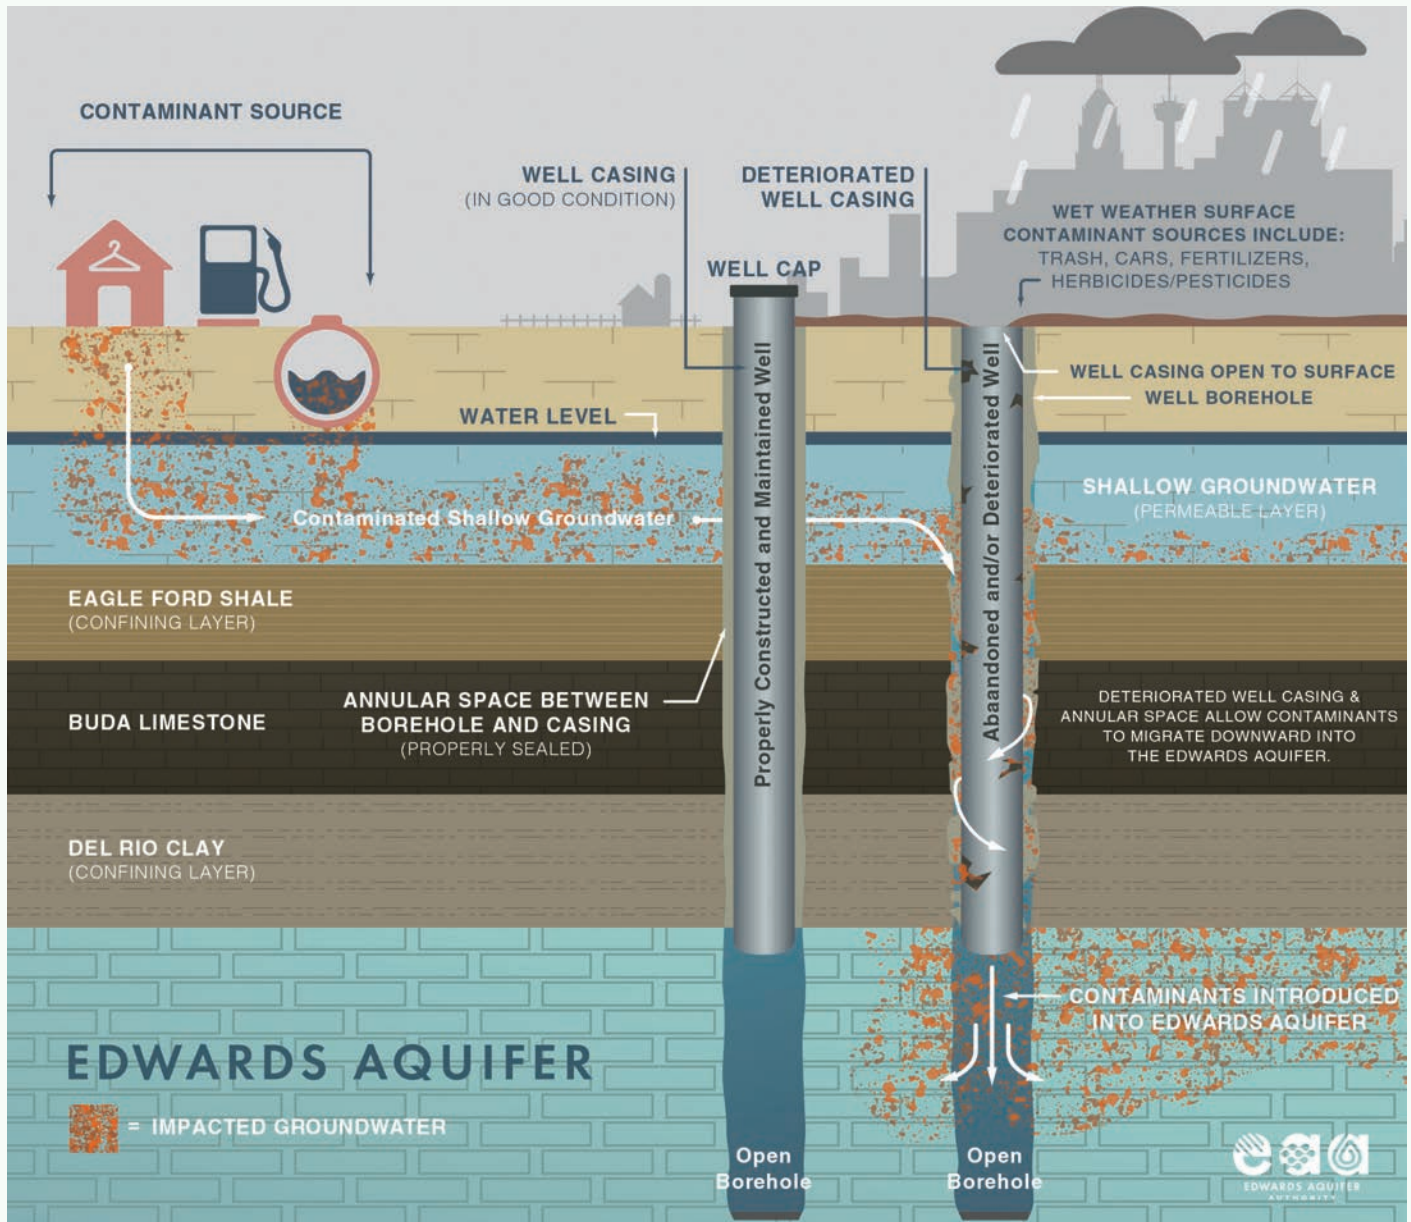 CONTAMINANT SOURCE
WELL CASING
(IN GOOD CONDITION)
DETERIORATED
WELL CASING
WELL CAP
WET WEATHER SURFACE
CONTAMINANT SOURCES INCLUDE:
TRASH, CARS, FERTILIZERS,
HERBICIDES/PESTICIDES
WELL CASING OPEN TO SURFACE
WELL BOREHOLE
WATER LEVEL
SHALLOW GROUNDWATER
(PERMEABLE LAYER)
Contaminated Shallow Groundwater
Properly Constructed and Maintained Well
Abaandoned and/or Deteriorated Well
EAGLE FORD SHALE
(CONFINING LAYER)
BUDA LIMESTONE
ANNULAR SPACE BETWEEN
BOREHOLE AND CASING
(PROPERLY SEALED)
DETERIORATED WELL CASING &
ANNULAR SPACE ALLOW CONTAMINANTS
TO MIGRATE DOWNWARD INTO
THE EDWARDS AQUIFER.
DEL RIO CLAY
(CONFINING LAYER)
CONTAMINANTS INTRODUCED
INTO EDWARDS AQUIFER
EDWARDS AQUIFER
= IMPACTED GROUNDWATER
Open
Borehole
Open
Borehole
eaa
EDWARDS AQUIFER
AUTHORITY